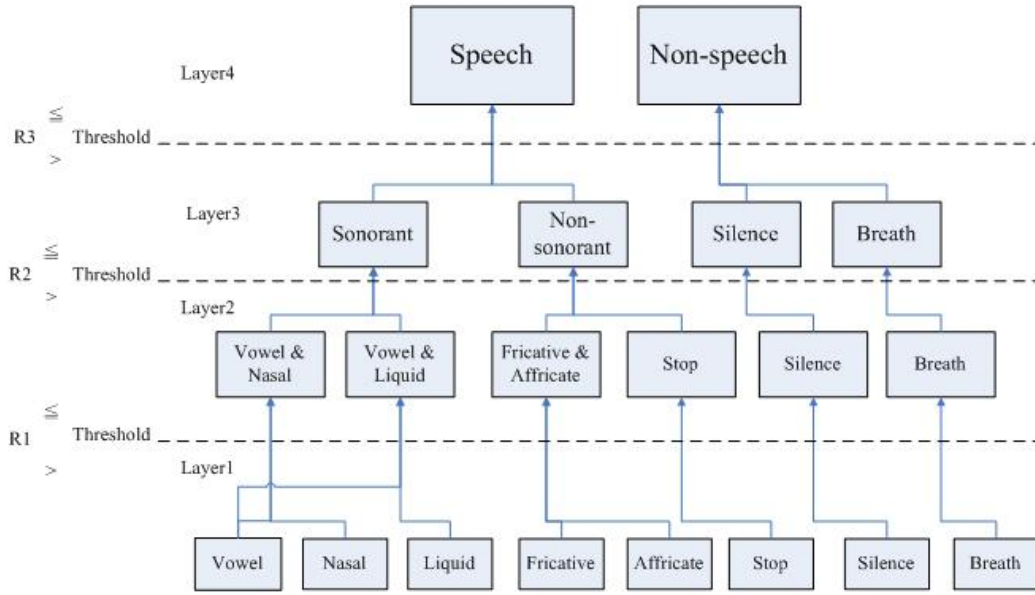 Speech
Non-speech
Layer4
≦
R3
Threshold
>
Layer3
Sonorant
Non-
sonorant
Silence
Breath
≦
R2
Threshold
>
Layer2
Vowel &
Nasal
Vowel &
Liquid
Fricative &
Affricate
Stop
Silence
Breath
≦
R1
Threshold
>
Layer1
Vowel
Nasal
Liquid
Fricative
Affricate
Stop
Silence
Breath